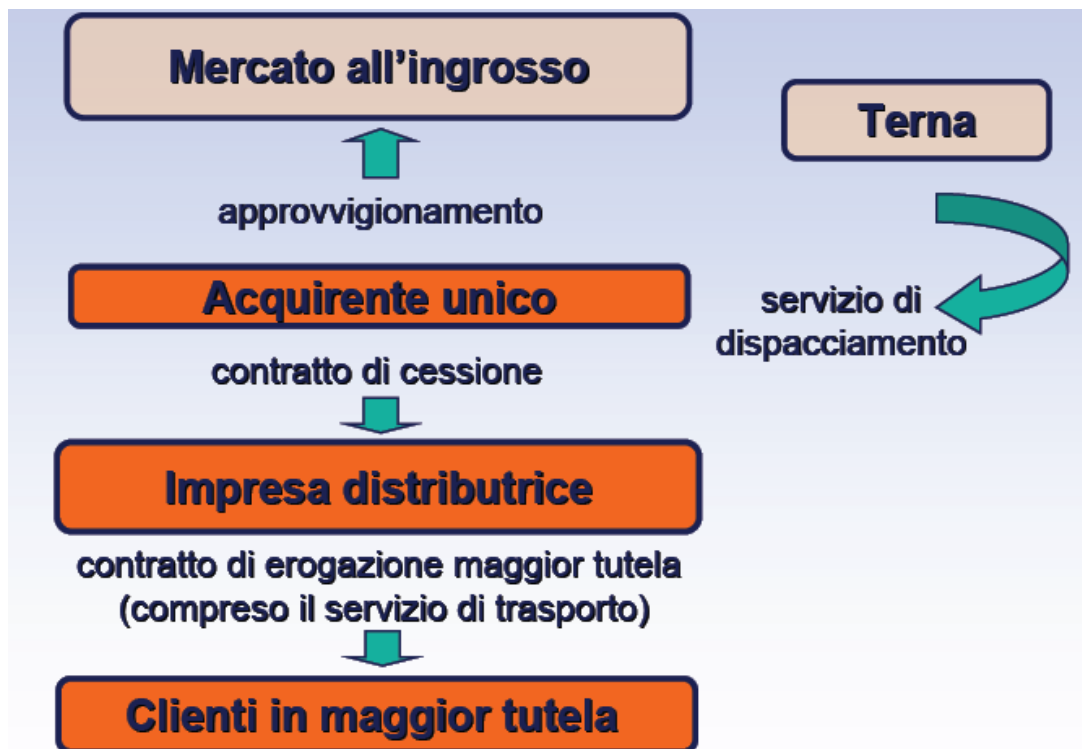 Mercato all'ingrosso
Terna
approvvigionamento
Acquirente unico
servizio di
dispacciamento
contratto di cessione
Impresa distributrice
contratto di erogazione maggior tutela
(compreso il servizio di trasporto)
Clienti in maggior tutela